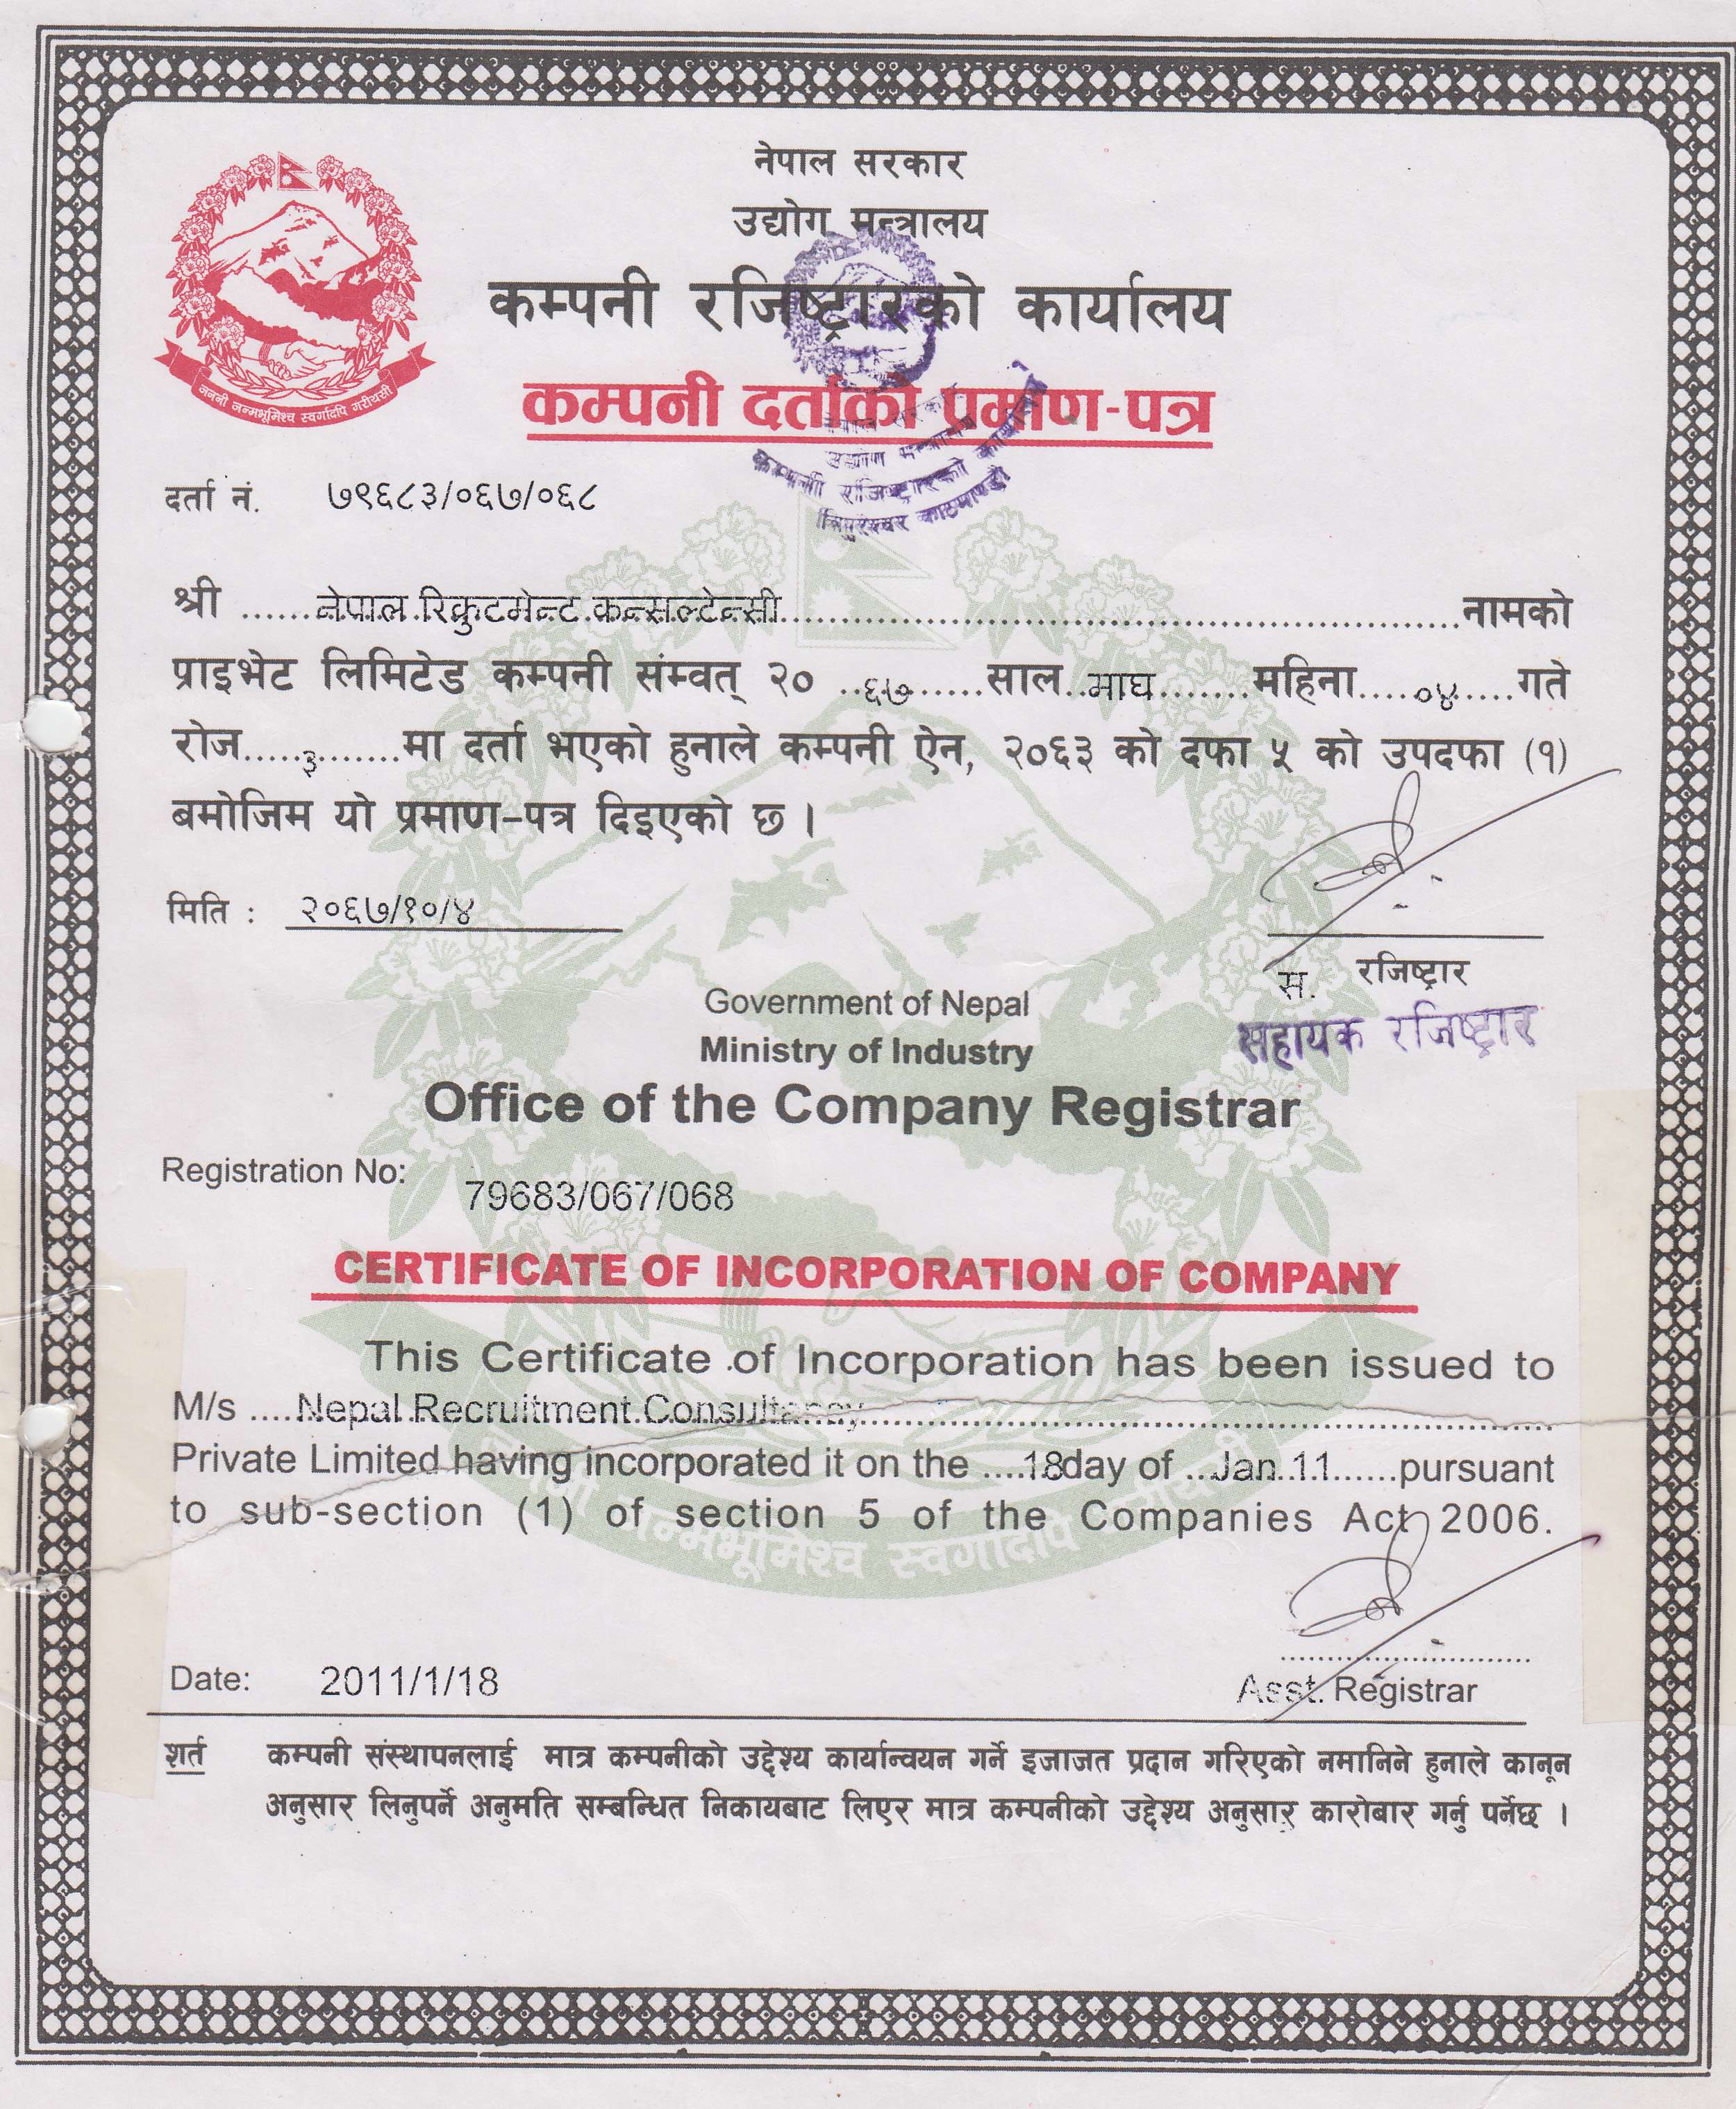 नेपाल सरकार
उद्योग मन्त्रालय
कम्पनी रजिष्ट्रारको कार्यालय
कम्पनी दर्ताको प्रमाण-पत्र
जननी जन्मभूमिश्च स्वर्गादपि गरीयसी
नेपाल सरकार
उद्योग मन्त्रालय
कम्पनी रजिष्ट्रारको कार्यालय
त्रिपुरेश्वर काठमाण्डौ
दर्ता नं. ७९६८३/०६७/०६८
श्री ......नेपाल रिक्रुटमेन्ट कन्सल्टेन्सी......नामको
प्राइभेट लिमिटेड कम्पनी संम्वत् २० ..६७........साल..माघ........महिना.....०४.....गते
रोज.....३.......मा दर्ता भएको हुनाले कम्पनी ऐन, २०६३ को दफा ५ को उपदफा (१)
बमोजिम यो प्रमाण-पत्र दिइएको छ ।
मिति : २०६७/१०/४
स. रजिष्ट्रार
सहायक रजिष्ट्रार
Government of Nepal
Ministry of Industry
Office of the Company Registrar
Registration No: 79683/067/068
CERTIFICATE OF INCORPORATION OF COMPANY
This Certificate of Incorporation has been issued to
M/s ....Nepal Recruitment Consultancy......
Private Limited having incorporated it on the ....18day of ...Jan 11......pursuant
to sub-section (1) of section 5 of the Companies Act 2006.
जन्मभूमिश्च स्वर्गादपि
Date: 2011/1/18
Asst. Registrar
शर्त कम्पनी संस्थापनलाई मात्र कम्पनीको उद्देश्य कार्यान्वयन गर्ने इजाजत प्रदान गरिएको नमानिने हुनाले कानून
अनुसार लिनुपर्ने अनुमति सम्बन्धित निकायबाट लिएर मात्र कम्पनीको उद्देश्य अनुसार कारोबार गर्नु पर्नेछ ।